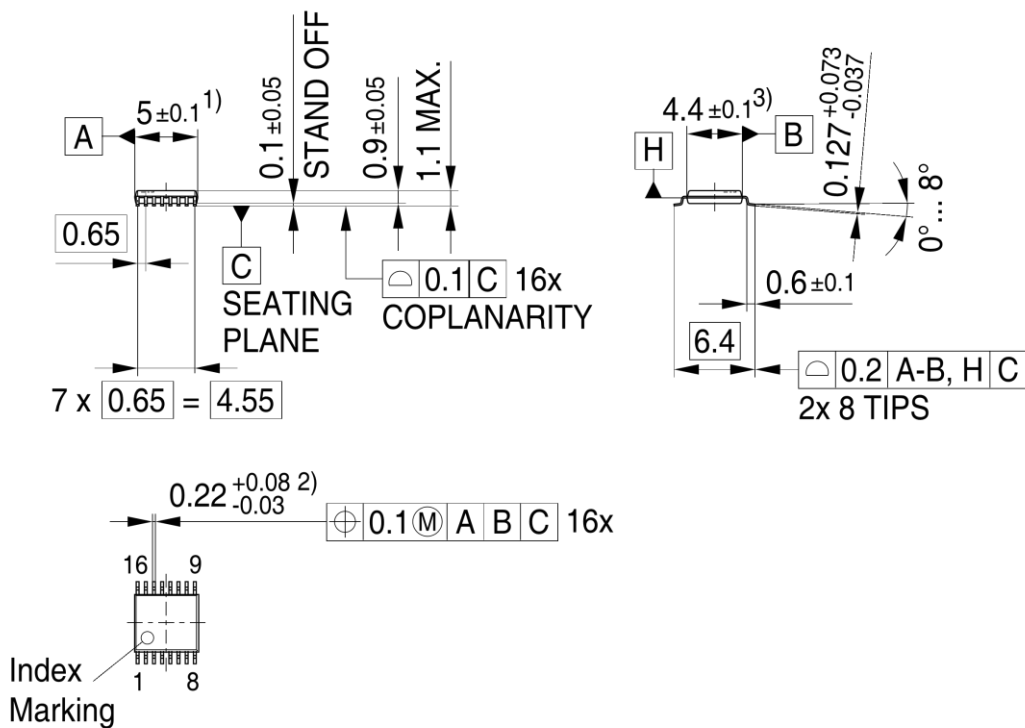 A
5 ±0.1 1)
0.1 ±0.05
STAND OFF
0.9 ±0.05
1.1 MAX.
0.65
C
SEATING
PLANE
⌓ 0.1 C 16x
COPLANARITY
7 x 0.65 = 4.55
4.4 ±0.1 3)
B
H
0.127 +0.073 -0.037
0°... 8°
0.6 ±0.1
6.4
⌓ 0.2 A-B, H C
2x 8 TIPS
0.22 +0.08 -0.03 2)
⌖ 0.1 Ⓜ A B C 16x
16 9
Index
Marking
1 8